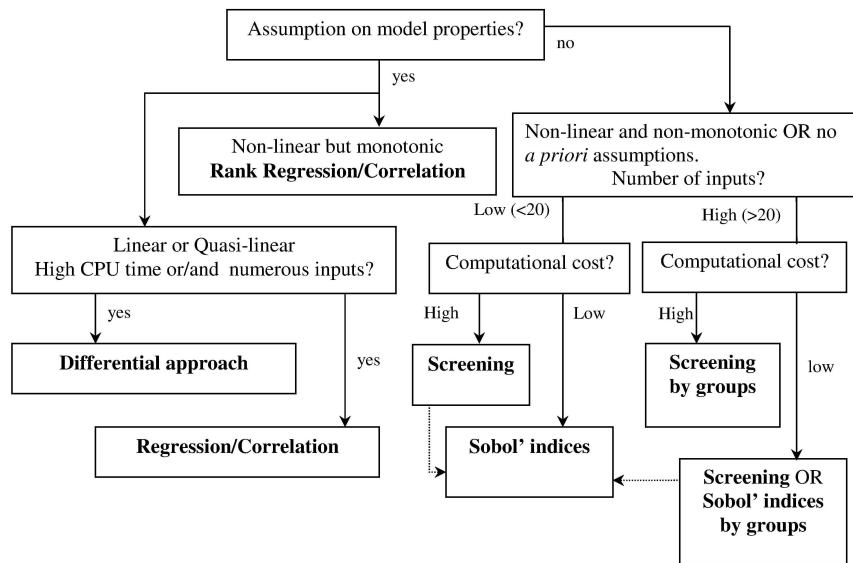 Assumption on model properties?
yes
no
Non-linear but monotonic
Rank Regression/Correlation
Non-linear and non-monotonic OR no
a priori assumptions.
Number of inputs?
Linear or Quasi-linear
High CPU time or/and numerous inputs?
yes
Differential approach
yes
Regression/Correlation
Low (<20)
High (>20)
Computational cost?
High
Low
Screening
Sobol' indices
Computational cost?
High
low
Screening
by groups
Screening OR
Sobol' indices
by groups